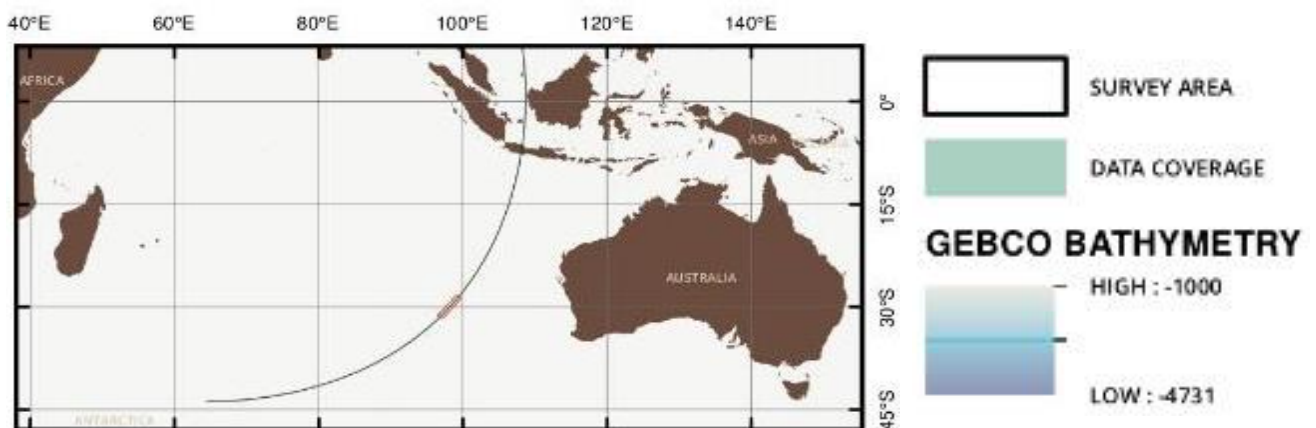 40°E 60°E 80°E 100°E 120°E 140°E
AFRICA
0°
ASIA
15°S
AUSTRALIA
30°S
45°S
ANTARCTICA
SURVEY AREA
DATA COVERAGE
GEBCO BATHYMETRY
HIGH : -1000
LOW : -4731